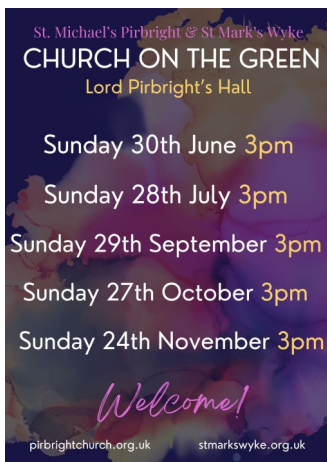 St. Michael's Pirbright & St Mark's Wyke
CHURCH ON THE GREEN
Lord Pirbright's Hall
Sunday 30th June 3pm
Sunday 28th July 3pm
Sunday 29th September 3pm
Sunday 27th October 3pm
Sunday 24th November 3pm
Welcome!
pirbrightchurch.org.uk stmarkswyke.org.uk